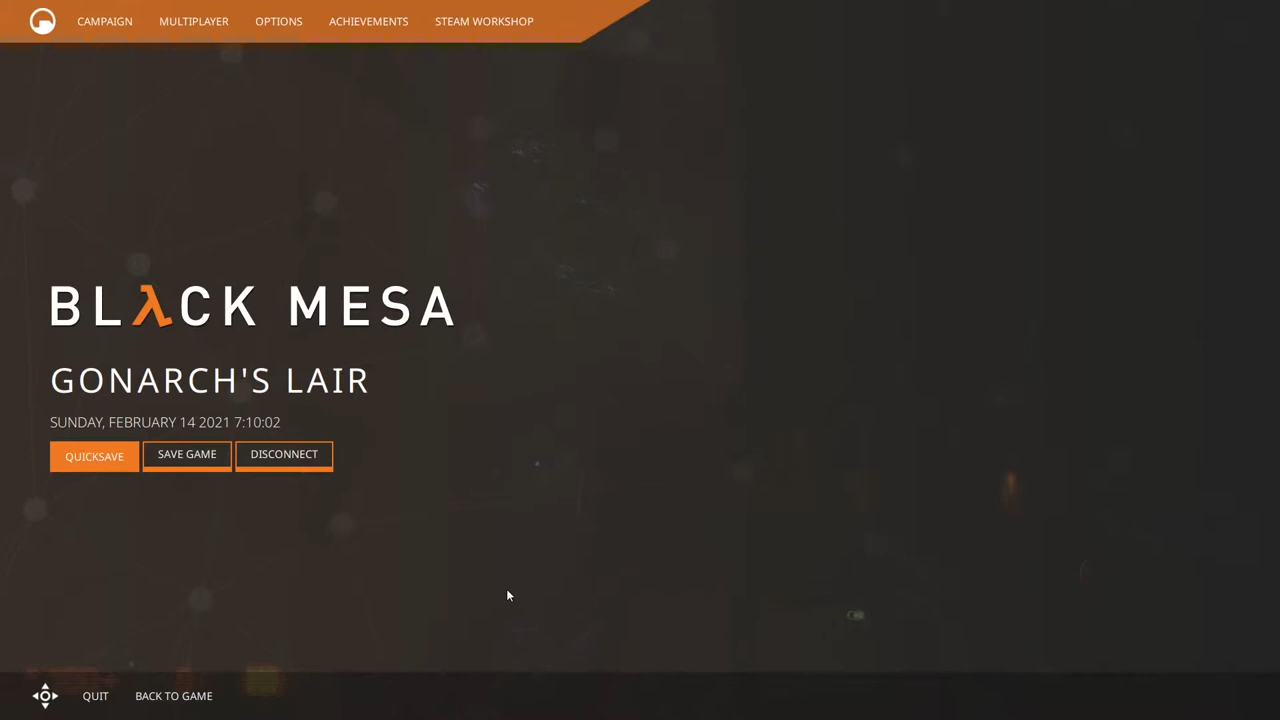 CAMPAIGN MULTIPLAYER OPTIONS ACHIEVEMENTS STEAM WORKSHOP
BLλCK MESA
GONARCH'S LAIR
SUNDAY, FEBRUARY 14 2021 7:10:02
QUICKSAVE SAVE GAME DISCONNECT
QUIT BACK TO GAME